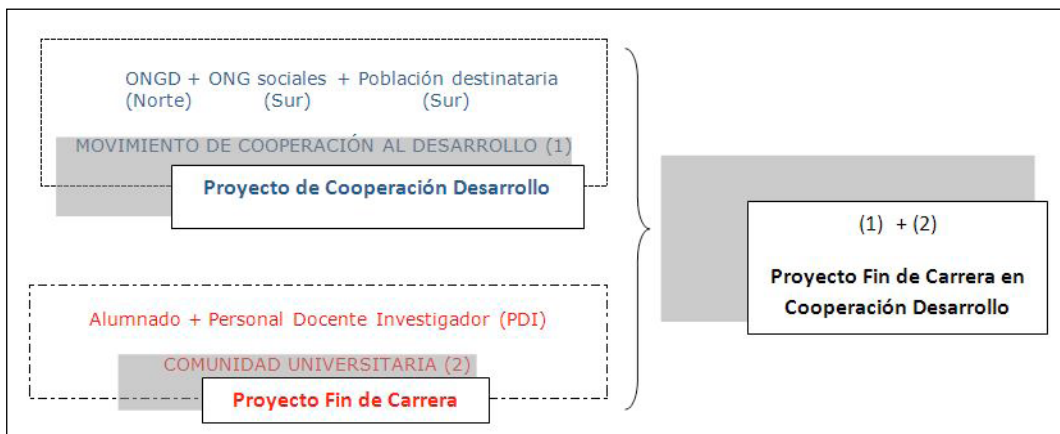 ONGD + ONG sociales + Población destinataria
(Norte) (Sur) (Sur)
MOVIMIENTO DE COOPERACIÓN AL DESARROLLO (1)
Proyecto de Cooperación Desarrollo
Alumnado + Personal Docente Investigador (PDI)
COMUNIDAD UNIVERSITARIA (2)
Proyecto Fin de Carrera
(1) + (2)
Proyecto Fin de Carrera en
Cooperación Desarrollo